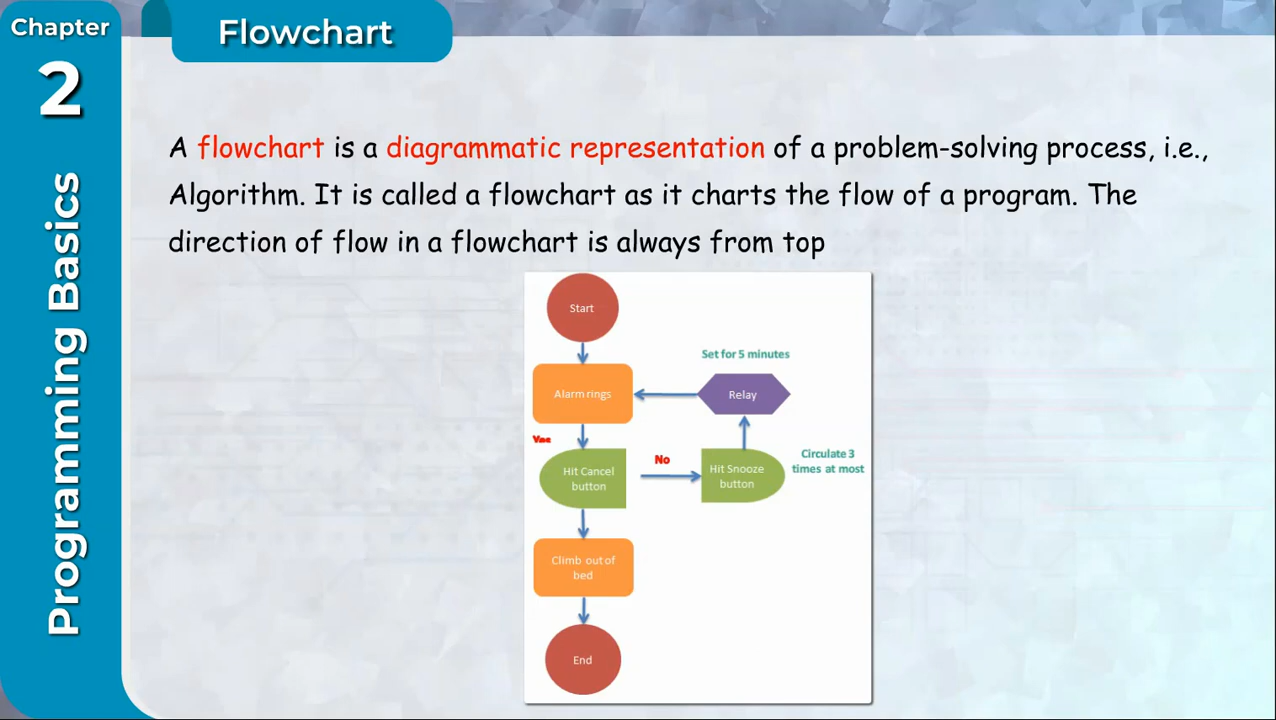 Chapter
2
Programming Basics
Flowchart
A flowchart is a diagrammatic representation of a problem-solving process, i.e.,
Algorithm. It is called a flowchart as it charts the flow of a program. The
direction of flow in a flowchart is always from top
Start
Set for 5 minutes
Alarm rings
Relay
No
Circulate 3
times at most
Hit Cancel
button
Hit Snooze
button
Climb out of
bed
End